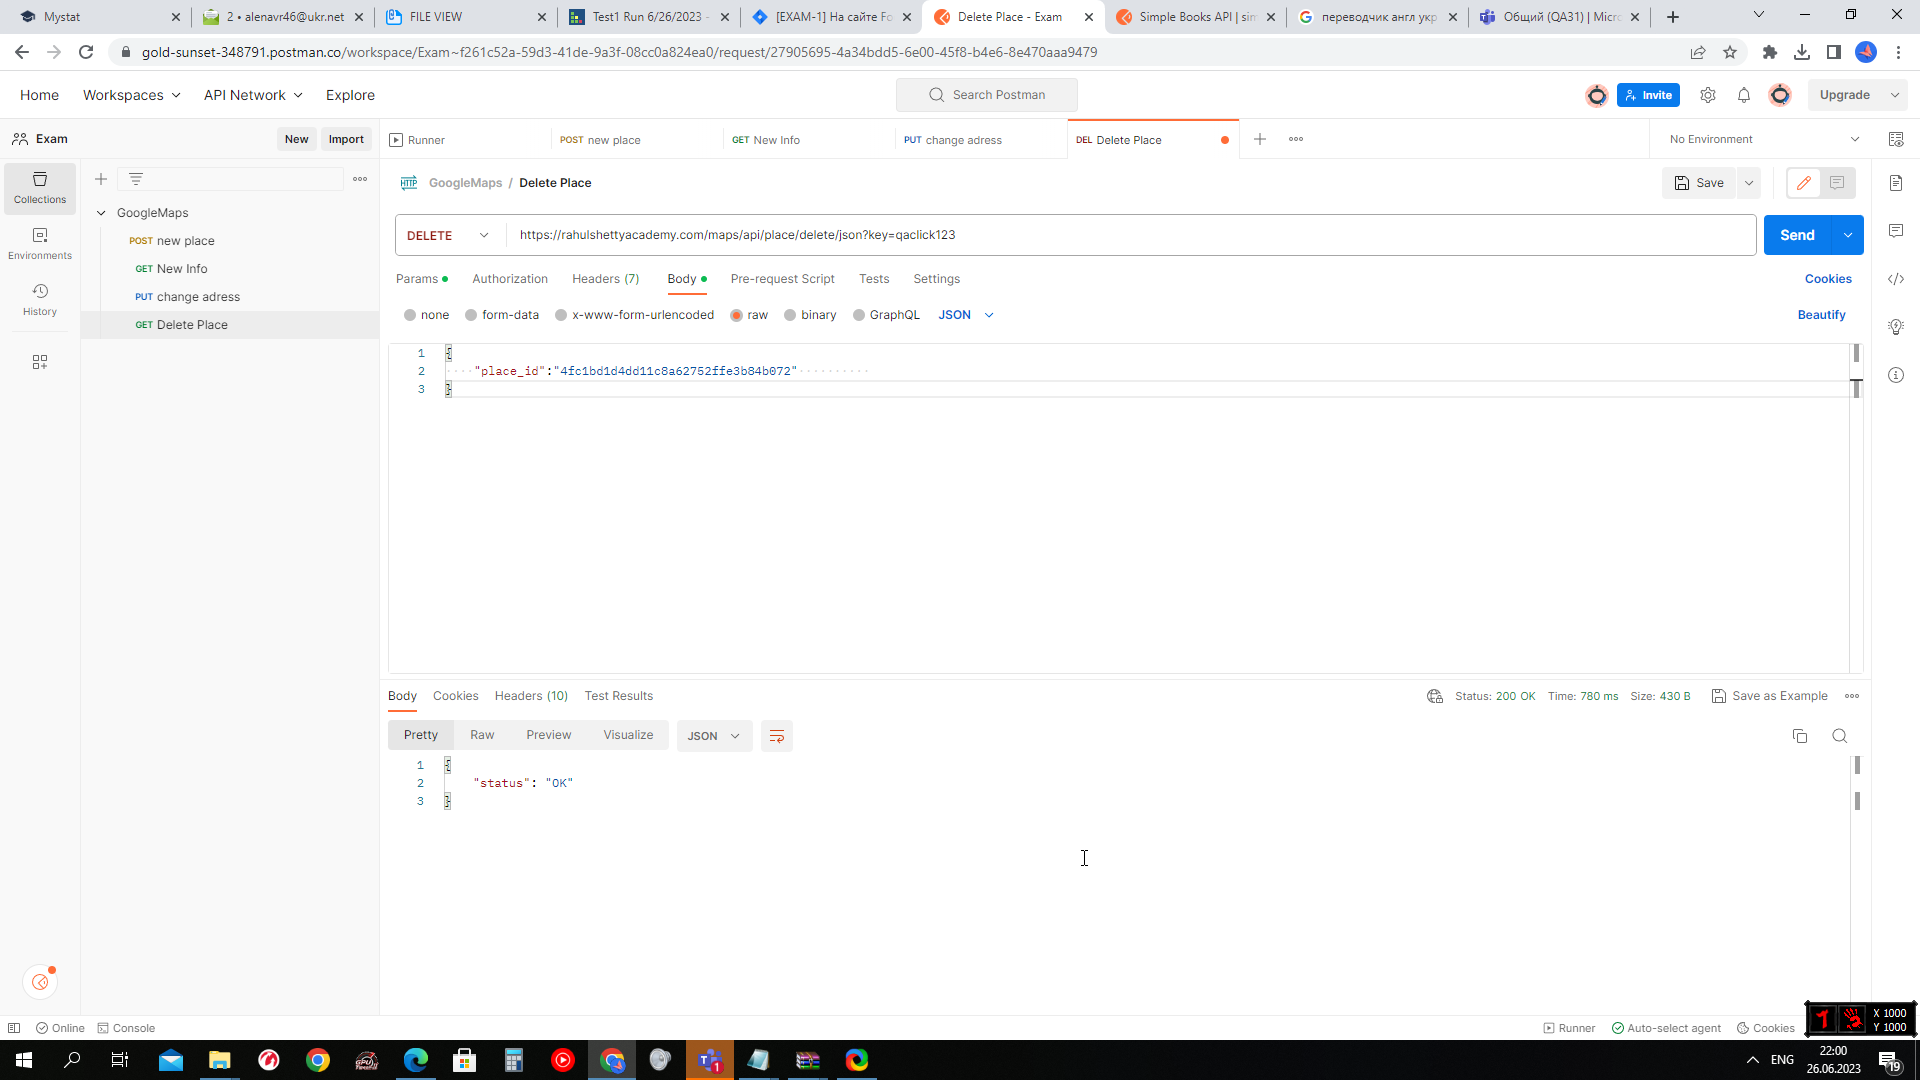 Mystat
2 • alenavr46@ukr.net
FILE VIEW
Test1 Run 6/26/2023 -
[EXAM-1] На сайте Fo
Delete Place - Exam
Simple Books API | sim
переводчик англ укр
Общий (QA31) | Micro
gold-sunset-348791.postman.co/workspace/Exam~f261c52a-59d3-41de-9a3f-08cc0a824ea0/request/27905695-4a34bdd5-6e00-45f8-b4e6-8e470aaa9479
Home Workspaces API Network Explore
Search Postman
Invite
Upgrade
Exam
New Import
Runner
POST new place
GET New Info
PUT change adress
DEL Delete Place
No Environment
Collections
Environments
History
GoogleMaps
POST new place
GET New Info
PUT change adress
GET Delete Place
HTTP GoogleMaps / Delete Place
Save
DELETE https://rahulshettyacademy.com/maps/api/place/delete/json?key=qaclick123
Send
Params Authorization Headers (7) Body Pre-request Script Tests Settings
Cookies
none form-data x-www-form-urlencoded raw binary GraphQL JSON
Beautify
1 {
2 "place_id":"4fc1bd1d4dd11c8a62752ffe3b84b072"
3 }
Body Cookies Headers (10) Test Results
Status: 200 OK Time: 780 ms Size: 430 B Save as Example
Pretty Raw Preview Visualize JSON
1 {
2 "status": "OK"
3 }
Online Console
Runner Auto-select agent Cookies
X 1000
Y 1000
ENG
22:00
26.06.2023
19
1